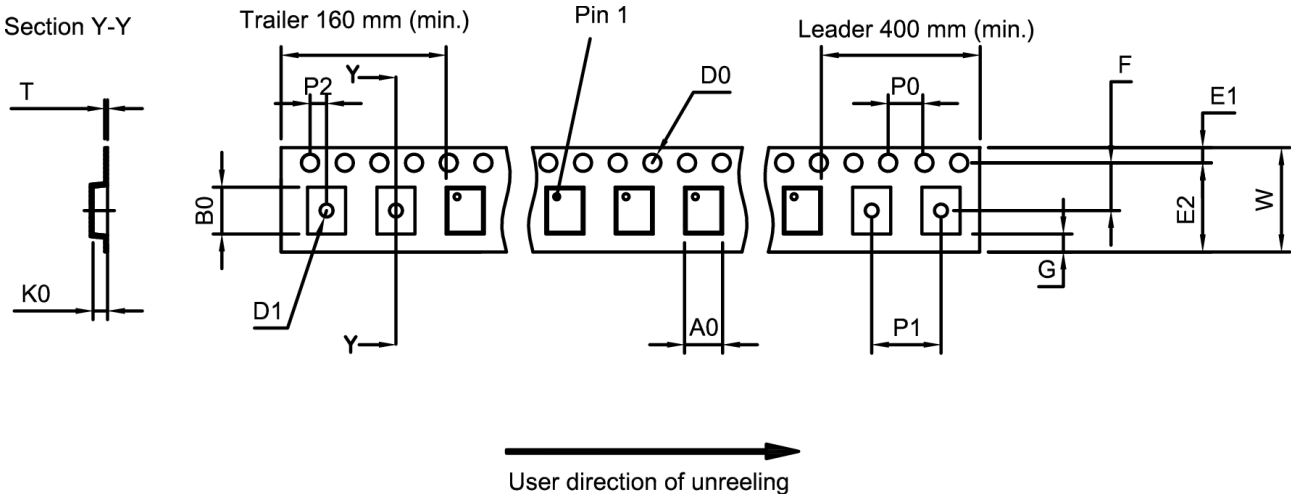 Section Y-Y
Trailer 160 mm (min.)
Pin 1
Leader 400 mm (min.)
T
P2
Y
D0
P0
F
E1
B0
E2
W
K0
D1
Y
A0
P1
G
User direction of unreeling